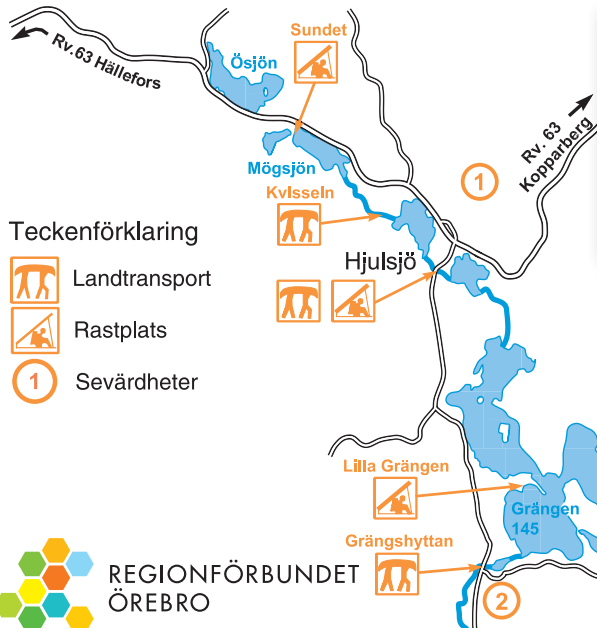 Sundet
Rv.63 Hällefors
Ösjön
Mögsjön
Rv. 63
Kopparberg
1
Kvisseln
Teckenförklaring
Landtransport
Hjulsjö
Rastplats
1
Sevärdheter
Lilla Grängen
Grängen
145
Grängshyttan
2
REGIONFÖRBUNDET
ÖREBRO